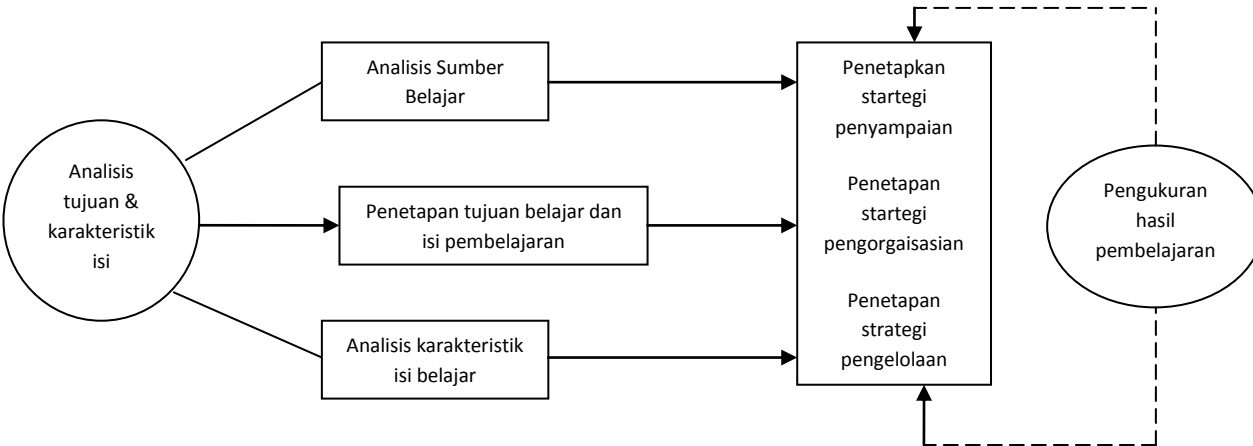 Analisis
tujuan &
karakteristik
isi
Analisis Sumber
Belajar
Penetapan tujuan belajar dan
isi pembelajaran
Analisis karakteristik
isi belajar
Penetapkan
startegi
penyampaian
Penetapan
startegi
pengorgaisasian
Penetapan
strategi
pengelolaan
Pengukuran
hasil
pembelajaran